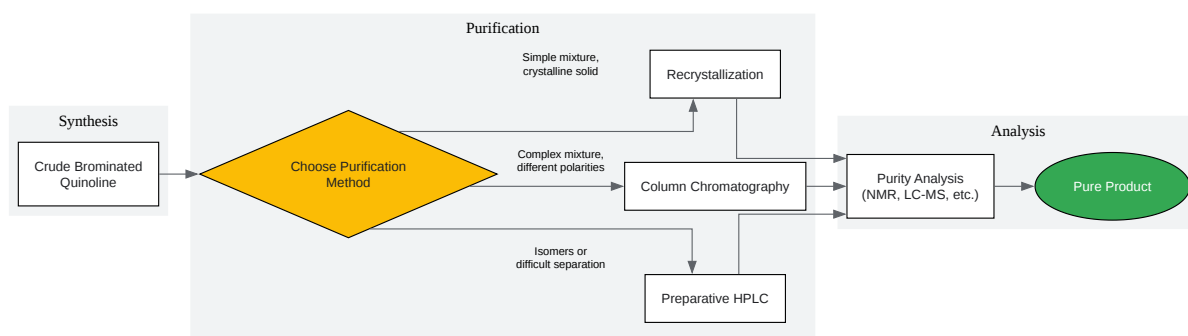 Purification
Simple mixture,
crystalline solid
Recrystallization
Synthesis
Crude Brominated
Quinoline
Choose Purification
Method
Complex mixture,
different polarities
Column Chromatography
Isomers or
difficult separation
Preparative HPLC
Analysis
Purity Analysis
(NMR, LC-MS, etc.)
Pure Product